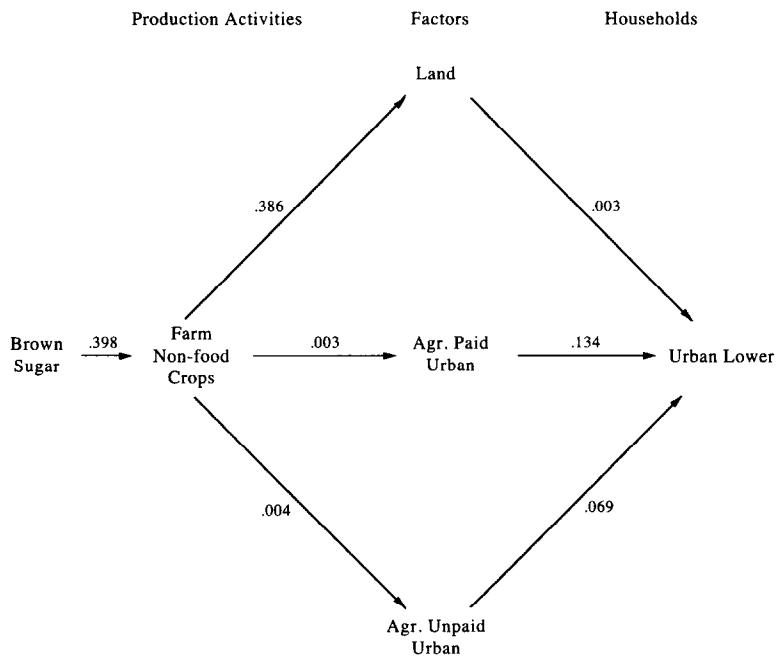 Production Activities Factors Households
Land
.386
.003
Brown
Sugar
.398
Farm
Non-food
Crops
.003
Agr. Paid
Urban
.134
Urban Lower
.004
.069
Agr. Unpaid
Urban